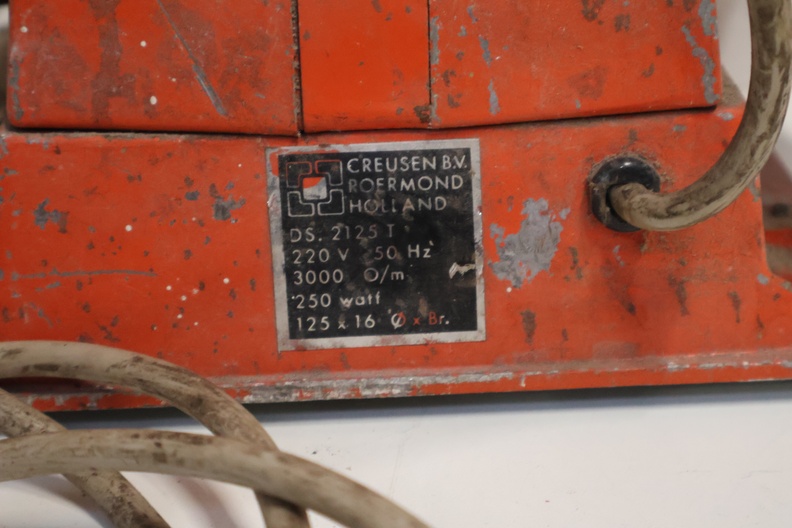 CREUSEN B.V.
ROERMOND
HOLLAND
DS. 2125 T
220 V 50 Hz
3000 O/m
250 watt
125 x 16 Ø x Br.